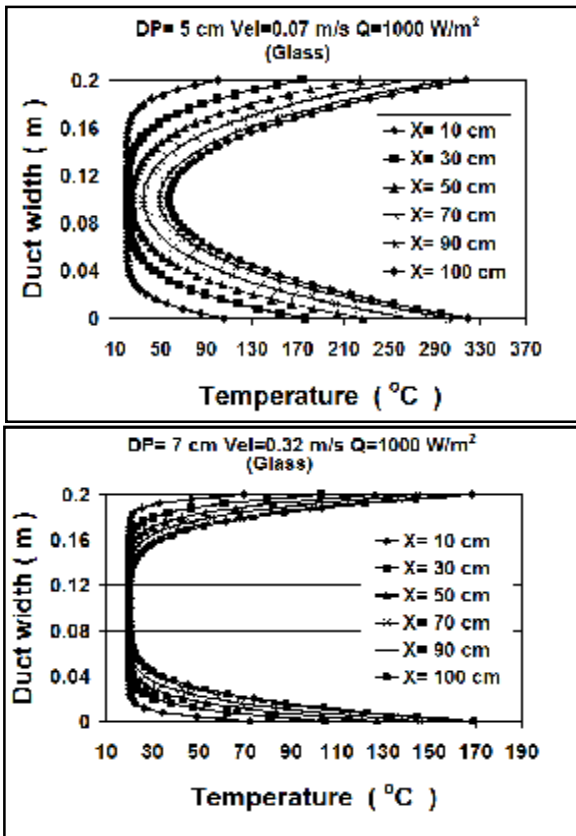 DP= 5 cm Vel=0.07 m/s Q=1000 W/m²
(Glass)
0.2
0.16
0.12
0.08
0.04
0
Duct width ( m )
X= 10 cm
X= 30 cm
X= 50 cm
X= 70 cm
X= 90 cm
X= 100 cm
10 50 90 130 170 210 250 290 330 370
Temperature ( °C )
DP= 7 cm Vel=0.32 m/s Q=1000 W/m²
(Glass)
0.2
0.16
0.12
0.08
0.04
0
Duct width ( m )
X= 10 cm
X= 30 cm
X= 50 cm
X= 70 cm
X= 90 cm
X= 100 cm
10 30 50 70 90 110 130 150 170 190
Temperature ( °C )